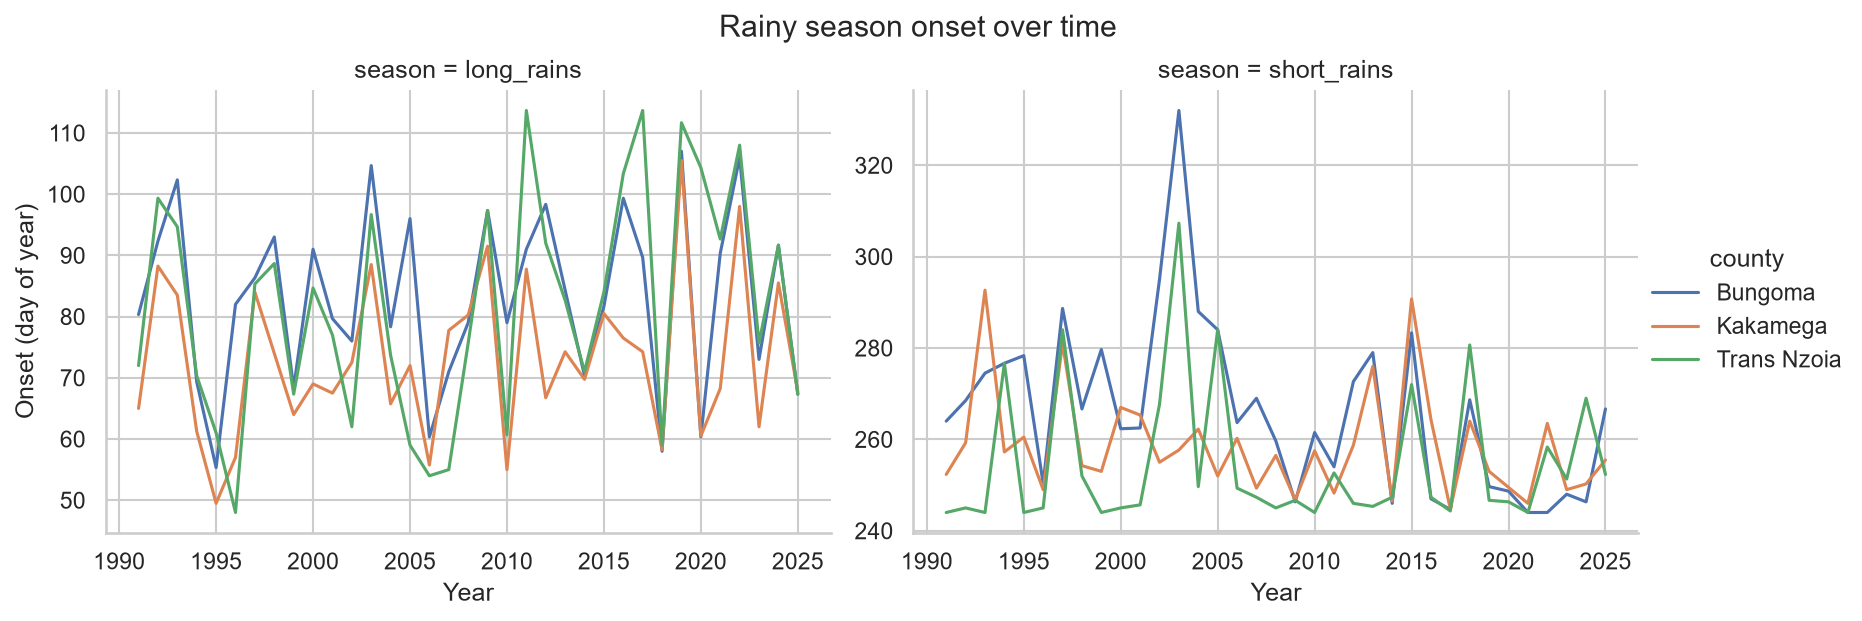 Rainy season onset over time
season = long_rains
season = short_rains
Onset (day of year)
110
100
90
80
70
60
50
1990 1995 2000 2005 2010 2015 2020 2025
Year
320
300
280
260
240
1990 1995 2000 2005 2010 2015 2020 2025
Year
county
Bungoma
Kakamega
Trans Nzoia